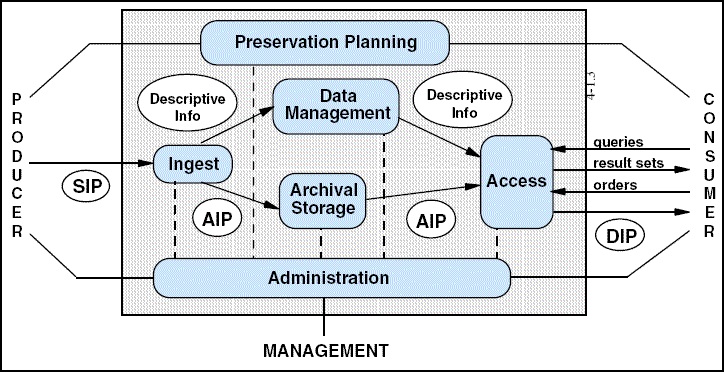 Preservation Planning
4-1.3
PRODUCER
CONSUMER
Descriptive
Info
Data
Management
Descriptive
Info
queries
Ingest
result sets
SIP
Access
orders
Archival
Storage
AIP
AIP
DIP
Administration
MANAGEMENT